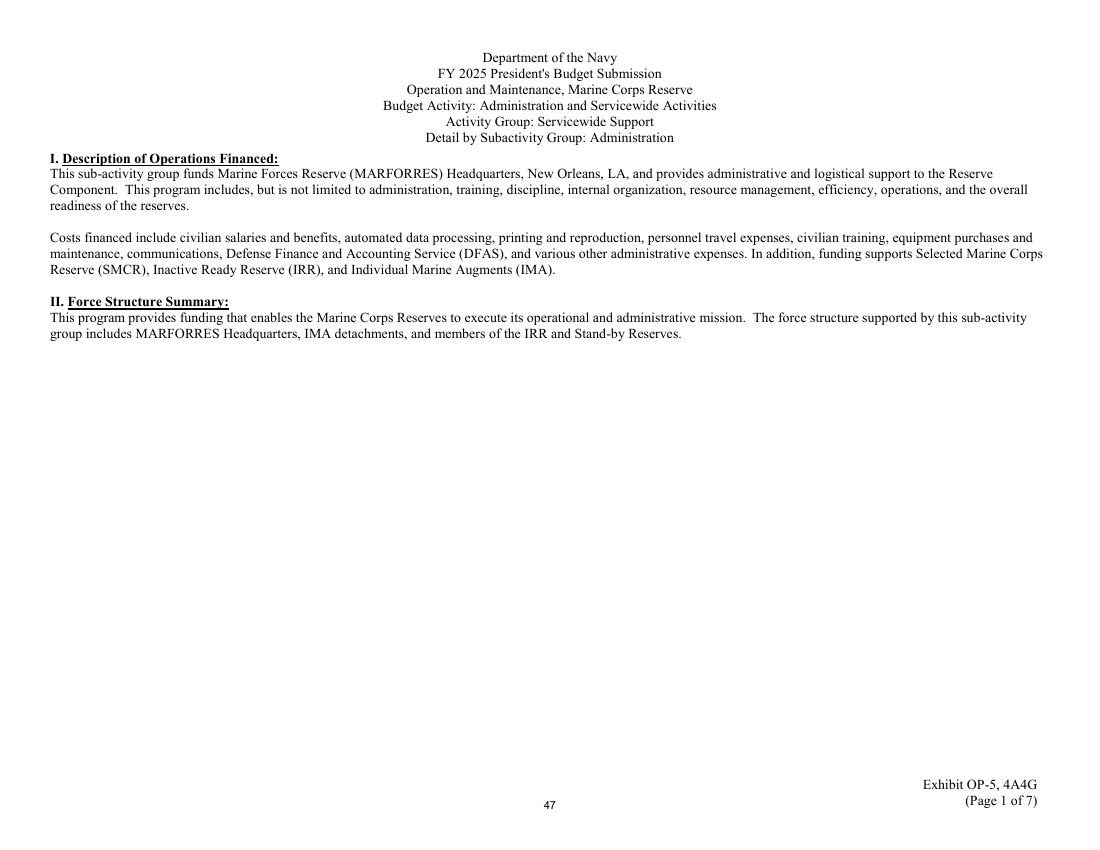 Department of the Navy
FY 2025 President's Budget Submission
Operation and Maintenance, Marine Corps Reserve
Budget Activity: Administration and Servicewide Activities
Activity Group: Servicewide Support
Detail by Subactivity Group: Administration
I. Description of Operations Financed:
This sub-activity group funds Marine Forces Reserve (MARFORRES) Headquarters, New Orleans, LA, and provides administrative and logistical support to the Reserve
Component.  This program includes, but is not limited to administration, training, discipline, internal organization, resource management, efficiency, operations, and the overall
readiness of the reserves.
Costs financed include civilian salaries and benefits, automated data processing, printing and reproduction, personnel travel expenses, civilian training, equipment purchases and
maintenance, communications, Defense Finance and Accounting Service (DFAS), and various other administrative expenses. In addition, funding supports Selected Marine Corps
Reserve (SMCR), Inactive Ready Reserve (IRR), and Individual Marine Augments (IMA).
II. Force Structure Summary:
This program provides funding that enables the Marine Corps Reserves to execute its operational and administrative mission.  The force structure supported by this sub-activity
group includes MARFORRES Headquarters, IMA detachments, and members of the IRR and Stand-by Reserves.
Exhibit OP-5, 4A4G
(Page 1 of 7)
47